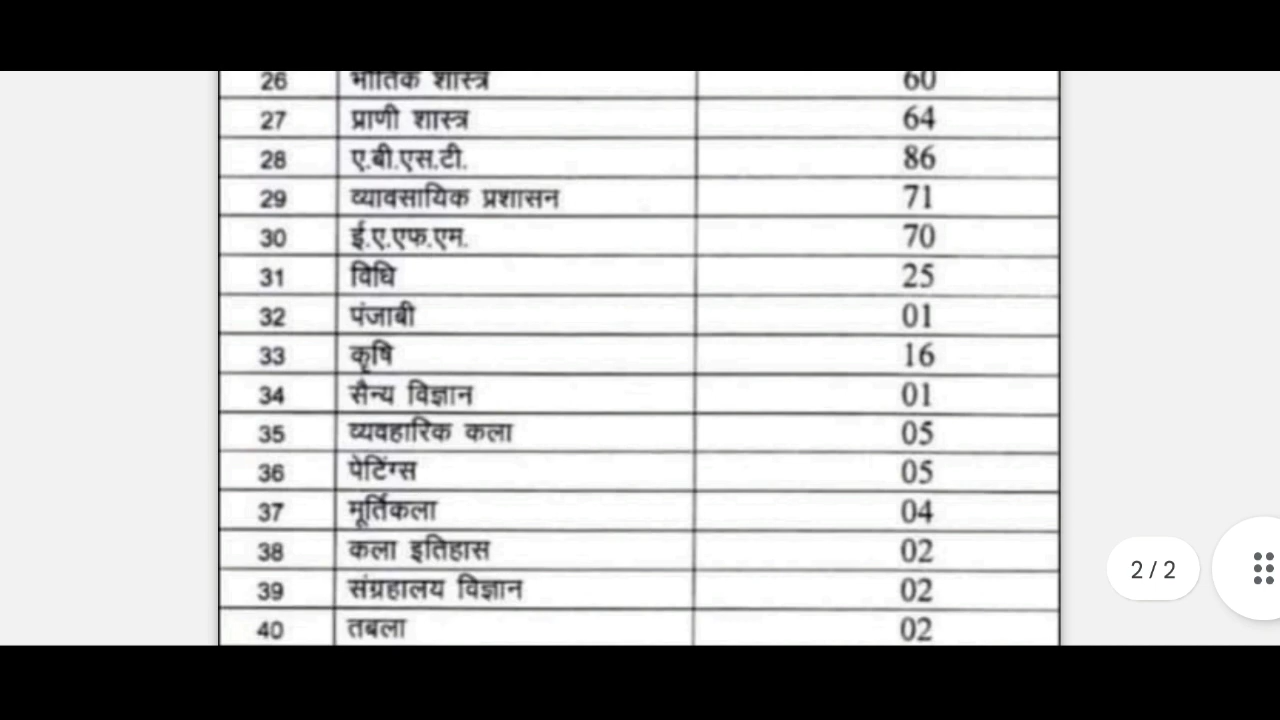 26 भौतिक शास्त्र 60
27 प्राणी शास्त्र 64
28 ए.बी.एस.टी. 86
29 व्यावसायिक प्रशासन 71
30 ई.ए.एफ.एम. 70
31 विधि 25
32 पंजाबी 01
33 कृषि 16
34 सैन्य विज्ञान 01
35 व्यवहारिक कला 05
36 पेटिंग्स 05
37 मूर्तिकला 04
38 कला इतिहास 02
2 / 2
39 संग्रहालय विज्ञान 02
40 तबला 02